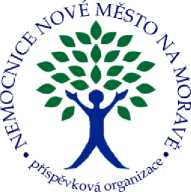 • NEMOCNICE NOVÉ MĚSTO NA MORAVĚ •
příspěvková organizace